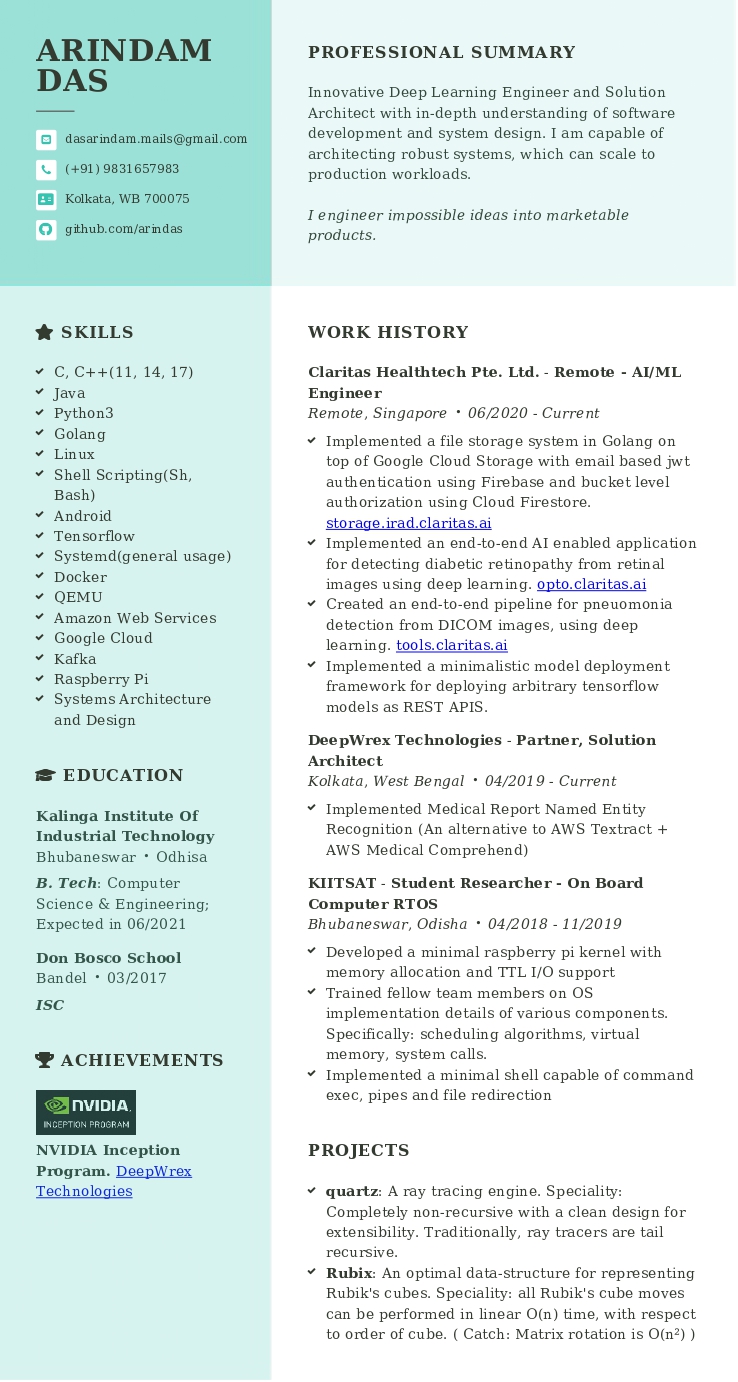 ARINDAM
DAS
dasarindam.mails@gmail.com
(+91) 9831657983
Kolkata, WB 700075
github.com/arindas
PROFESSIONAL SUMMARY
Innovative Deep Learning Engineer and Solution
Architect with in-depth understanding of software
development and system design. I am capable of
architecting robust systems, which can scale to
production workloads.
I engineer impossible ideas into marketable
products.
SKILLS
C, C++(11, 14, 17)
Java
Python3
Golang
Linux
Shell Scripting(Sh,
Bash)
Android
Tensorflow
Systemd(general usage)
Docker
QEMU
Amazon Web Services
Google Cloud
Kafka
Raspberry Pi
Systems Architecture
and Design
EDUCATION
Kalinga Institute Of
Industrial Technology
Bhubaneswar • Odhisa
B. Tech: Computer
Science & Engineering;
Expected in 06/2021
Don Bosco School
Bandel • 03/2017
ISC
ACHIEVEMENTS
NVIDIA.
INCEPTION PROGRAM
NVIDIA Inception
Program. DeepWrex
Technologies
WORK HISTORY
Claritas Healthtech Pte. Ltd. - Remote - AI/ML
Engineer
Remote, Singapore • 06/2020 - Current
Implemented a file storage system in Golang on
top of Google Cloud Storage with email based jwt
authentication using Firebase and bucket level
authorization using Cloud Firestore.
storage.irad.claritas.ai
Implemented an end-to-end AI enabled application
for detecting diabetic retinopathy from retinal
images using deep learning. opto.claritas.ai
Created an end-to-end pipeline for pneuomonia
detection from DICOM images, using deep
learning. tools.claritas.ai
Implemented a minimalistic model deployment
framework for deploying arbitrary tensorflow
models as REST APIS.
DeepWrex Technologies - Partner, Solution
Architect
Kolkata, West Bengal • 04/2019 - Current
Implemented Medical Report Named Entity
Recognition (An alternative to AWS Textract +
AWS Medical Comprehend)
KIITSAT - Student Researcher - On Board
Computer RTOS
Bhubaneswar, Odisha • 04/2018 - 11/2019
Developed a minimal raspberry pi kernel with
memory allocation and TTL I/O support
Trained fellow team members on OS
implementation details of various components.
Specifically: scheduling algorithms, virtual
memory, system calls.
Implemented a minimal shell capable of command
exec, pipes and file redirection
PROJECTS
quartz: A ray tracing engine. Speciality:
Completely non-recursive with a clean design for
extensibility. Traditionally, ray tracers are tail
recursive.
Rubix: An optimal data-structure for representing
Rubik's cubes. Speciality: all Rubik's cube moves
can be performed in linear O(n) time, with respect
to order of cube. ( Catch: Matrix rotation is O(n²) )